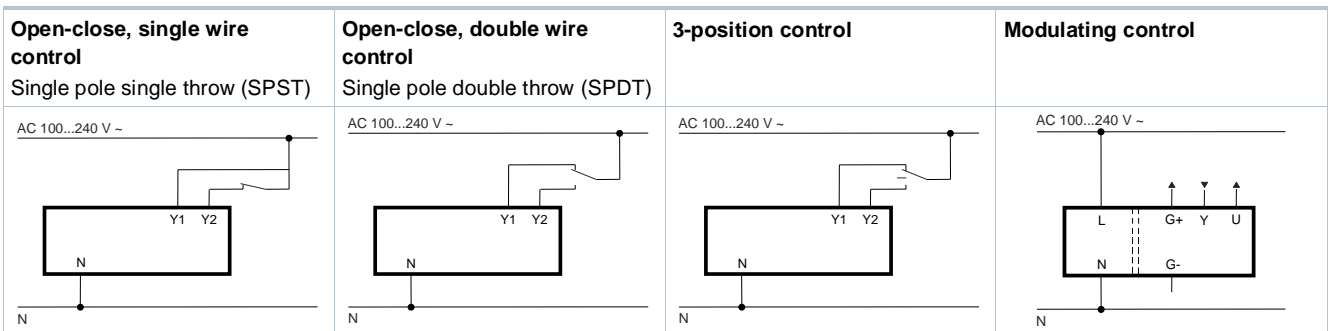 Open-close, single wire
control
Single pole single throw (SPST)
Open-close, double wire
control
Single pole double throw (SPDT)
3-position control
Modulating control
AC 100...240 V ~
Y1 Y2
N
N
AC 100...240 V ~
Y1 Y2
N
N
AC 100...240 V ~
Y1 Y2
N
N
AC 100...240 V ~
L G+ Y U
N G-
N